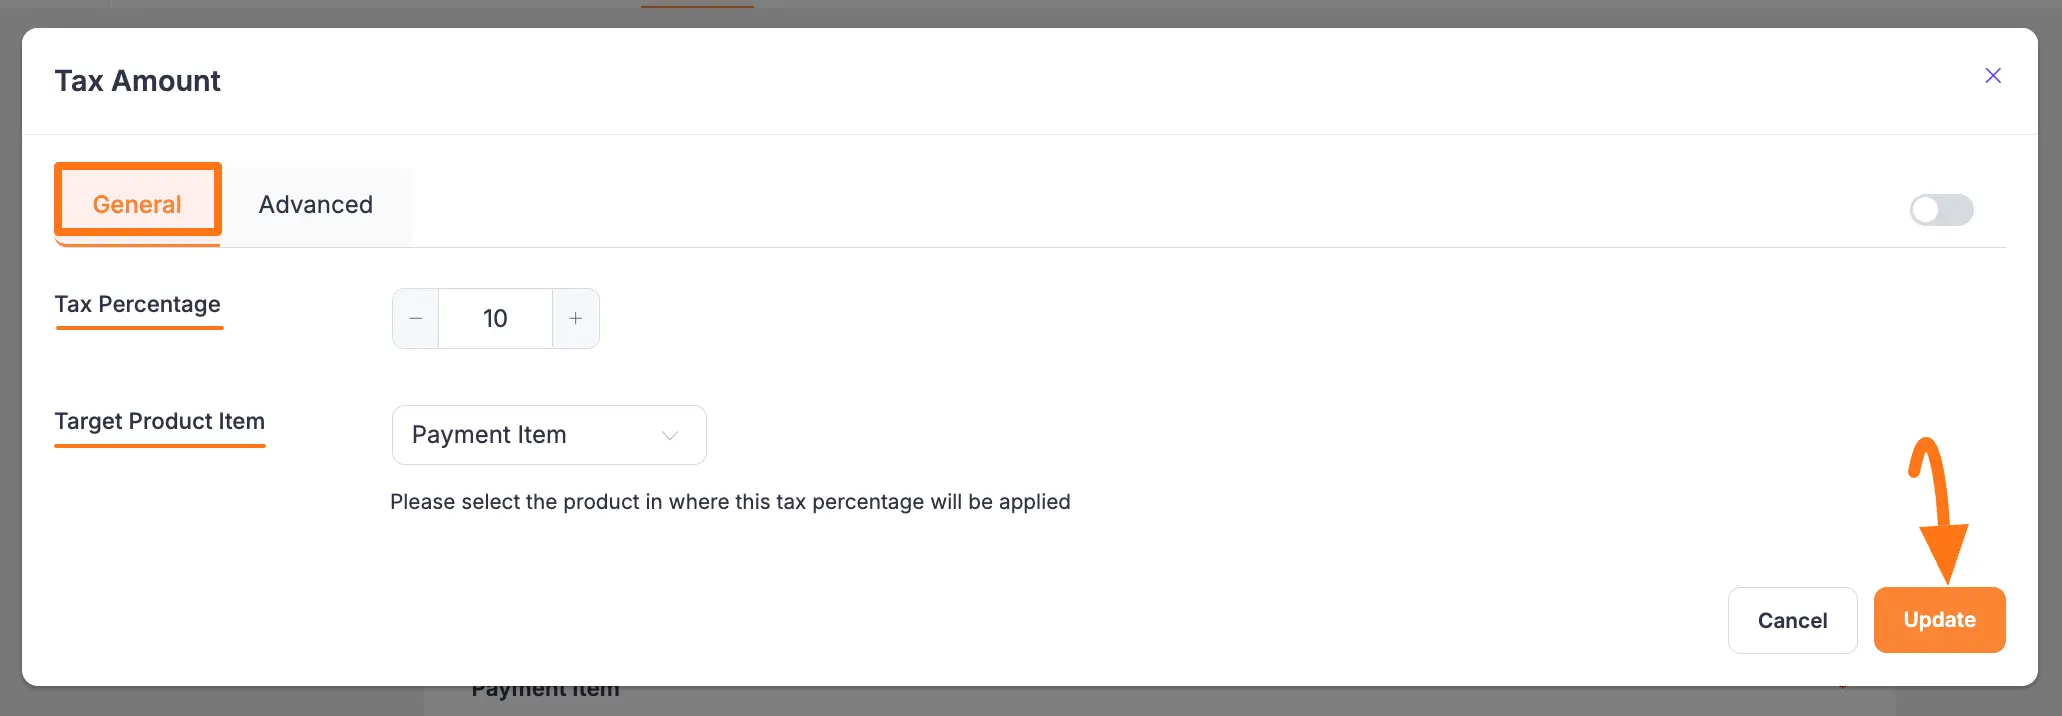 Tax Amount
General
Advanced
Tax Percentage
10
Target Product Item
Payment Item
Please select the product in where this tax percentage will be applied
Cancel
Update
Payment Item